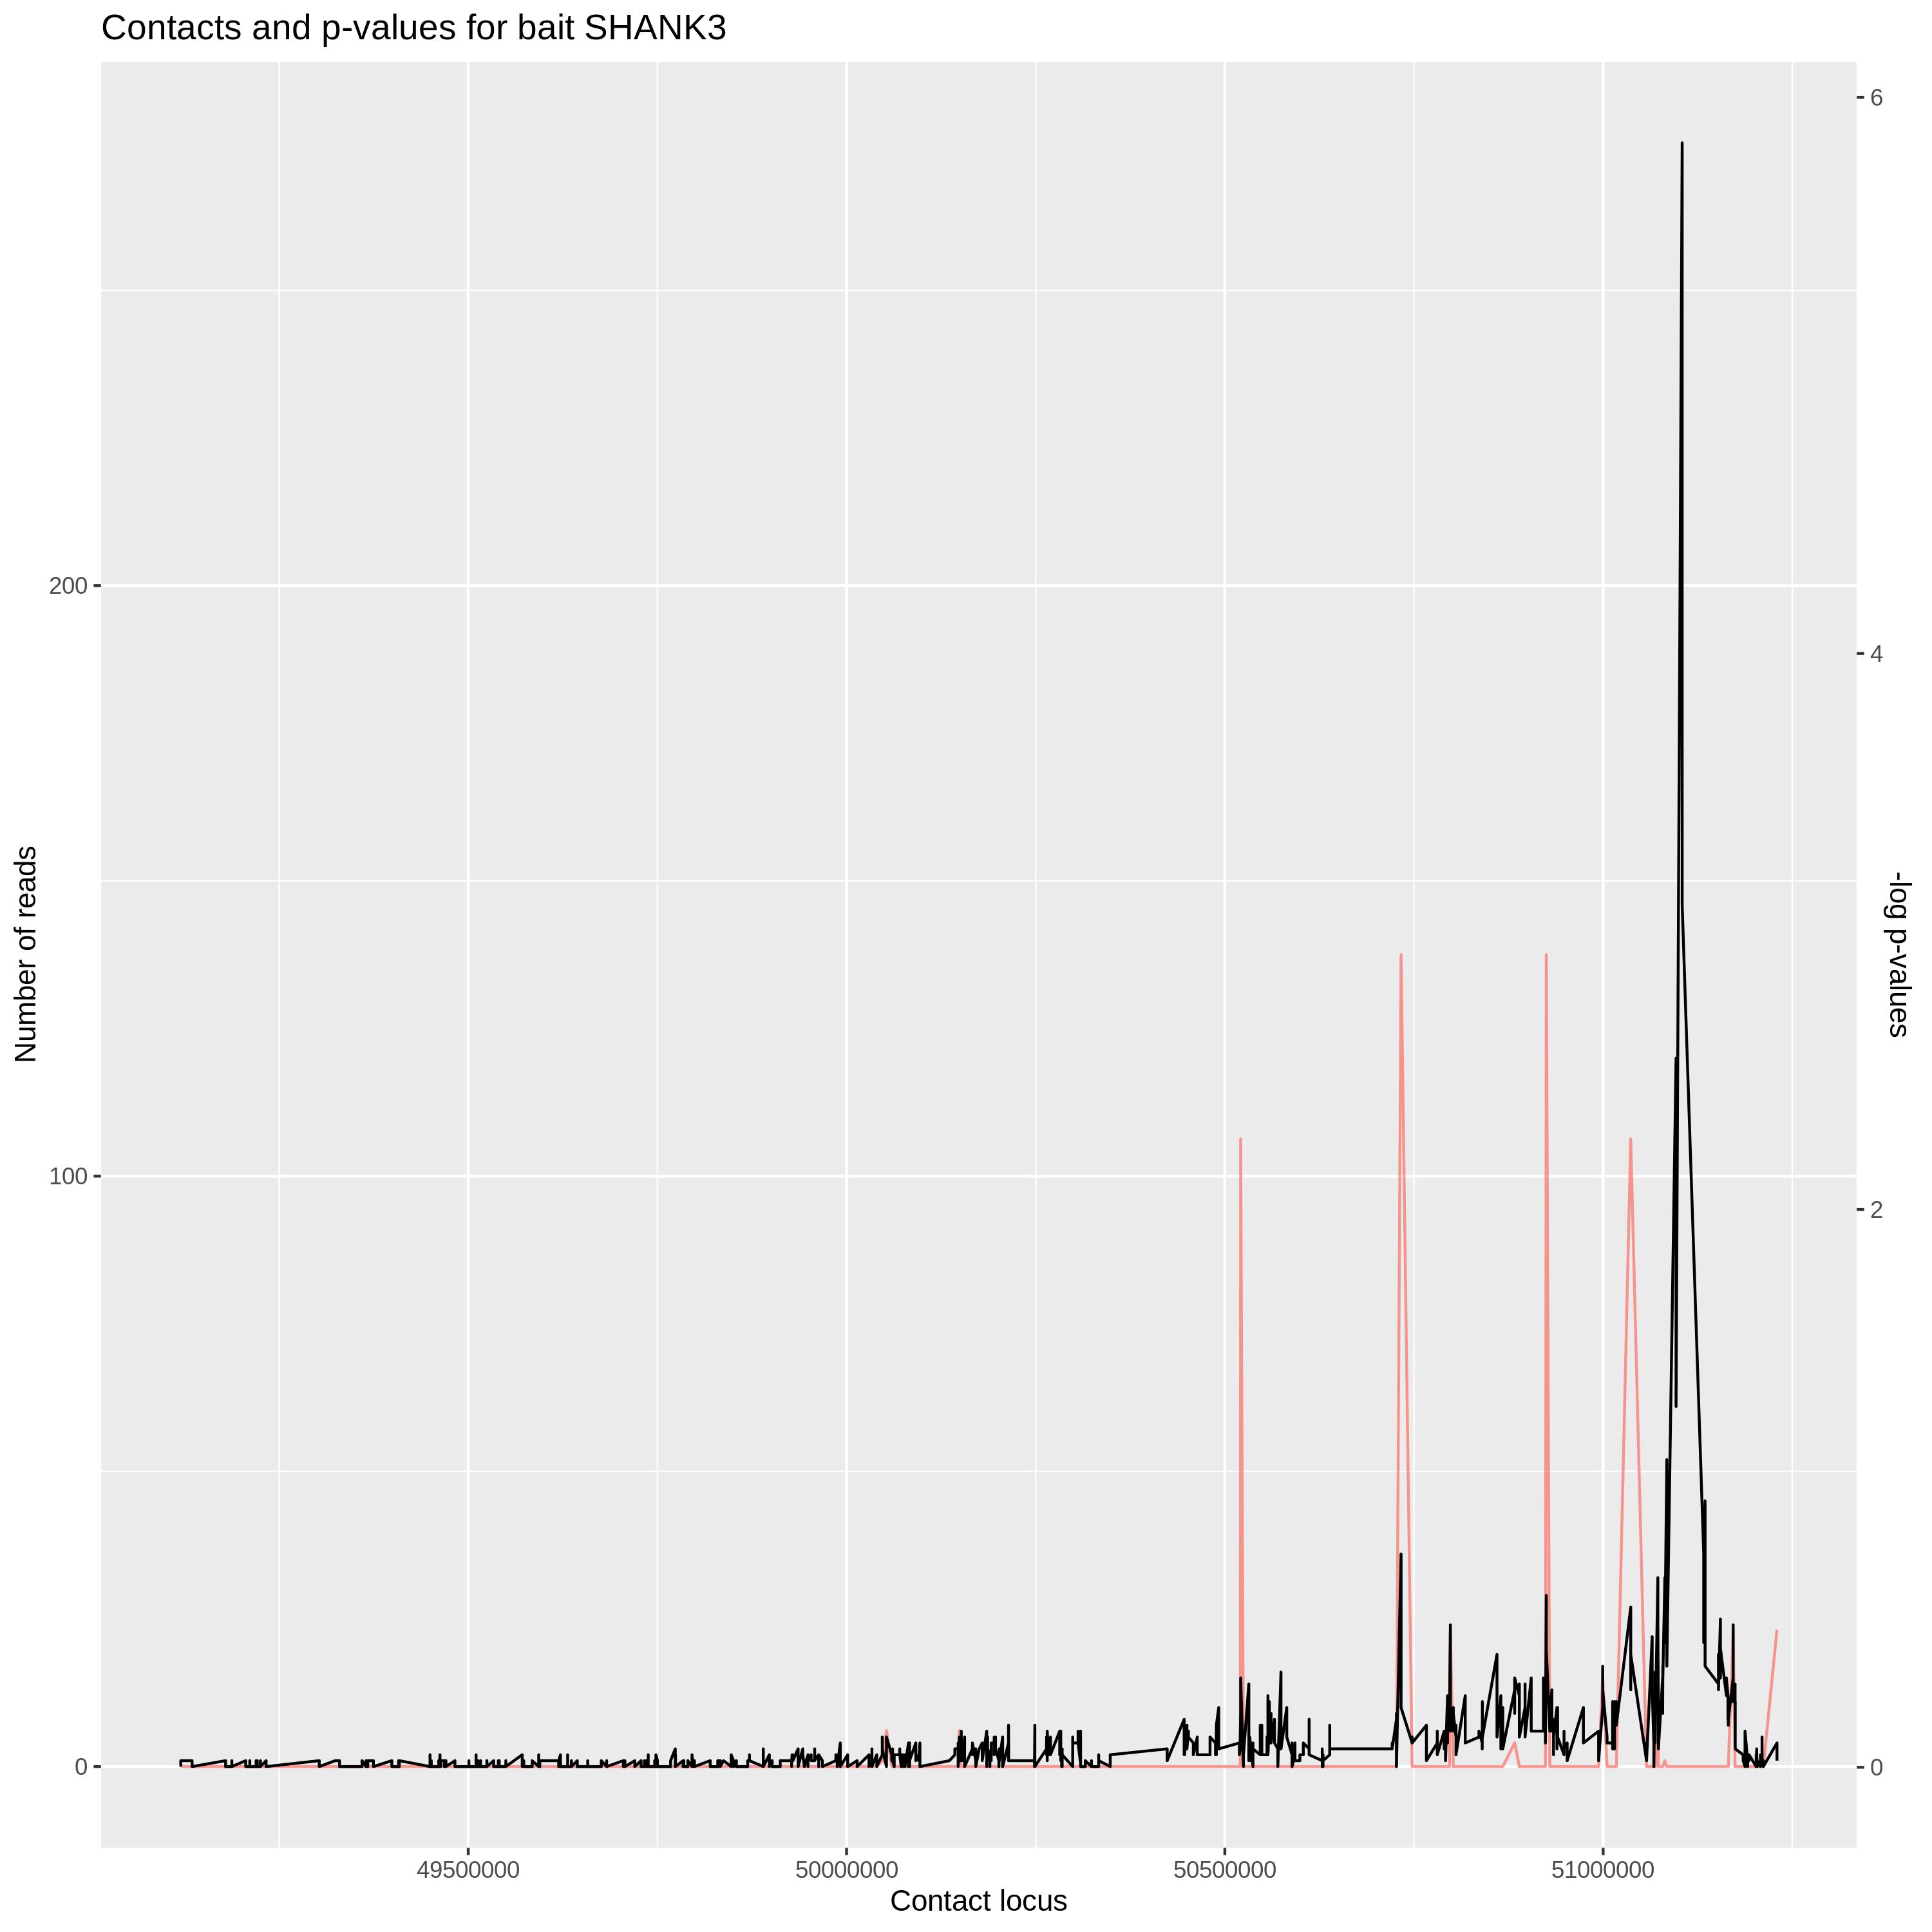 Contacts and p-values for bait SHANK3
Number of reads
200
100
0
6
4
2
0
-log p-values
49500000 50000000 50500000 51000000
Contact locus